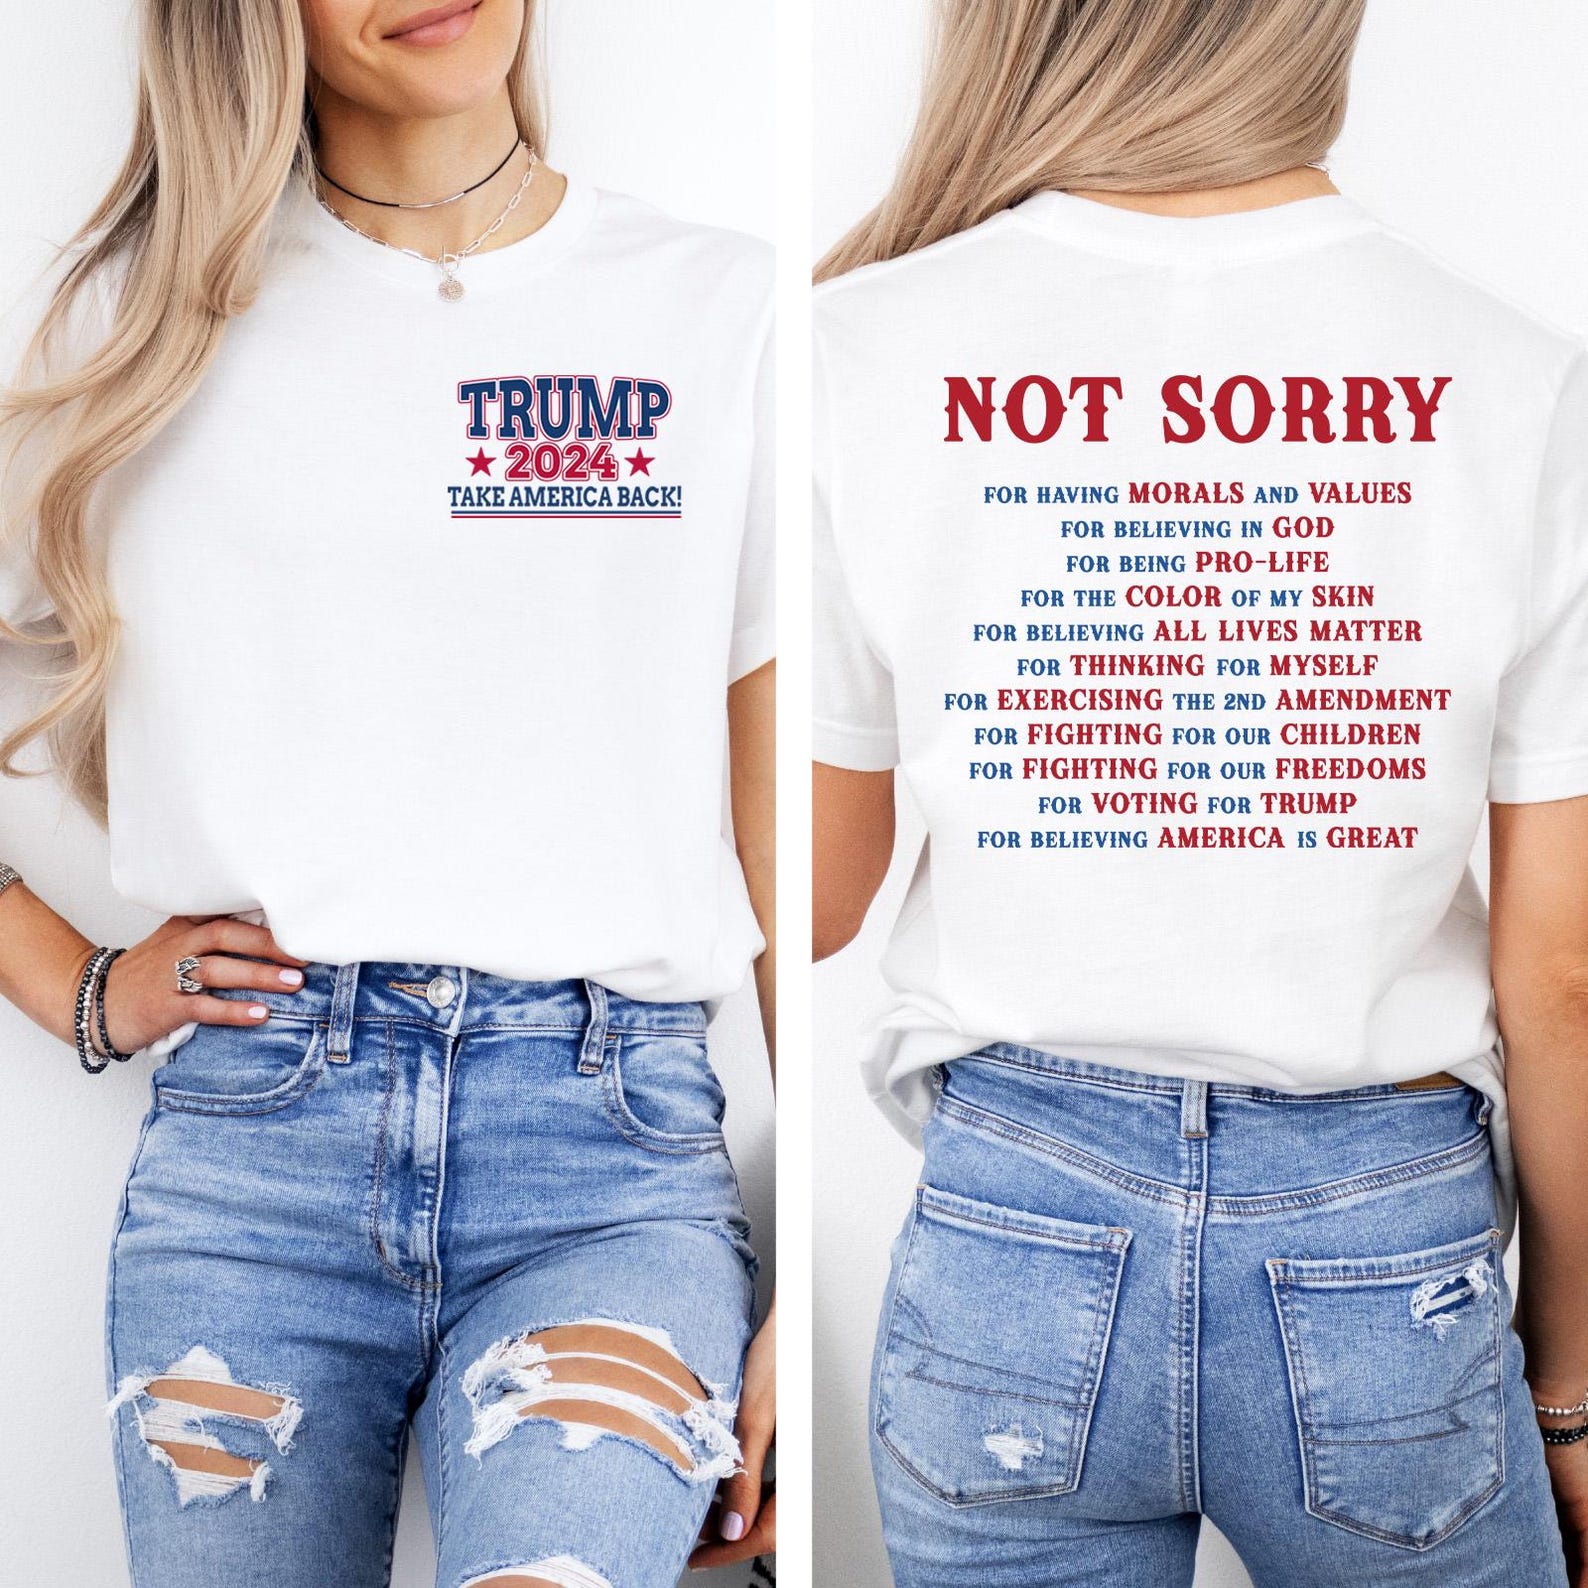 TRUMP
2024
TAKE AMERICA BACK!
NOT SORRY
FOR HAVING MORALS AND VALUES
FOR BELIEVING IN GOD
FOR BEING PRO-LIFE
FOR THE COLOR OF MY SKIN
FOR BELIEVING ALL LIVES MATTER
FOR THINKING FOR MYSELF
FOR EXERCISING THE 2ND AMENDMENT
FOR FIGHTING FOR OUR CHILDREN
FOR FIGHTING FOR OUR FREEDOMS
FOR VOTING FOR TRUMP
FOR BELIEVING AMERICA IS GREAT